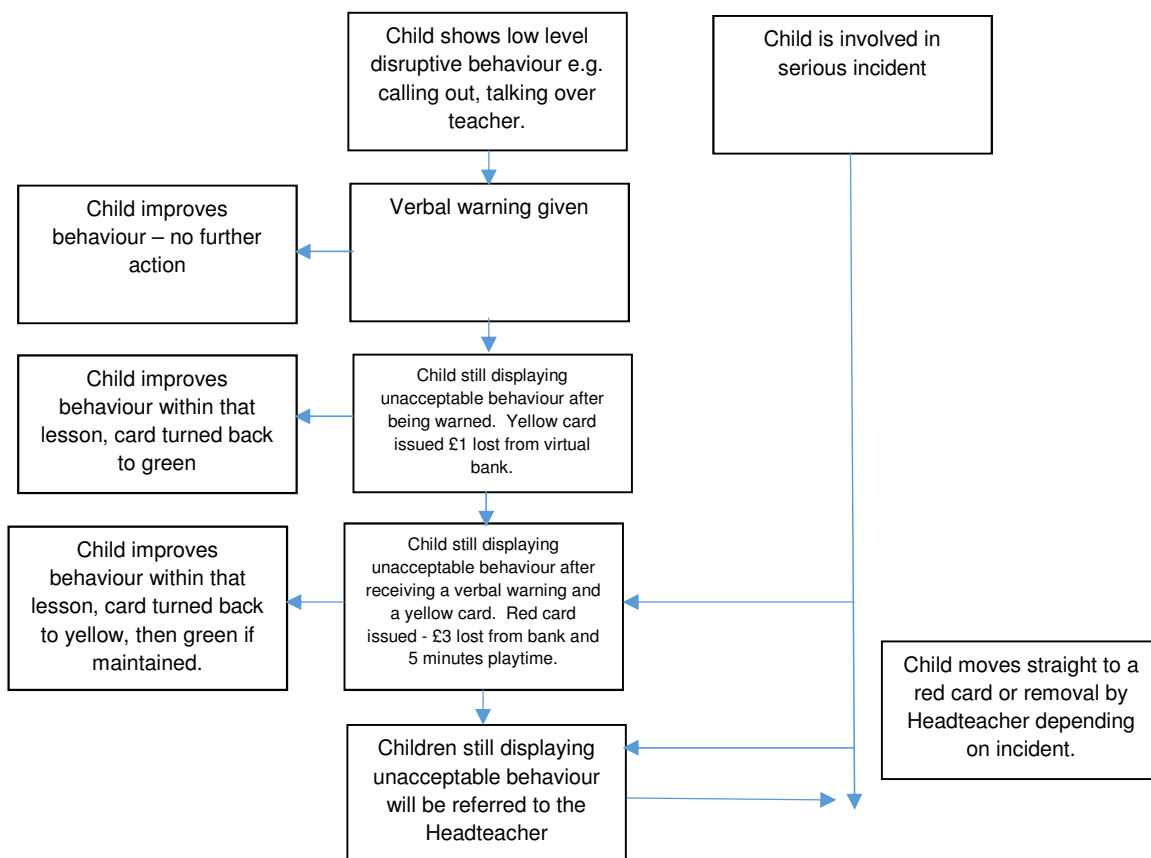 Child shows low level
disruptive behaviour e.g.
calling out, talking over
teacher.
Child is involved in
serious incident
Child improves
behaviour – no further
action
Verbal warning given
Child improves
behaviour within that
lesson, card turned back
to green
Child still displaying
unacceptable behaviour after
being warned. Yellow card
issued £1 lost from virtual
bank.
Child improves
behaviour within that
lesson, card turned back
to yellow, then green if
maintained.
Child still displaying
unacceptable behaviour after
receiving a verbal warning and
a yellow card. Red card
issued - £3 lost from bank and
5 minutes playtime.
Child moves straight to a
red card or removal by
Headteacher depending
on incident.
Children still displaying
unacceptable behaviour
will be referred to the
Headteacher